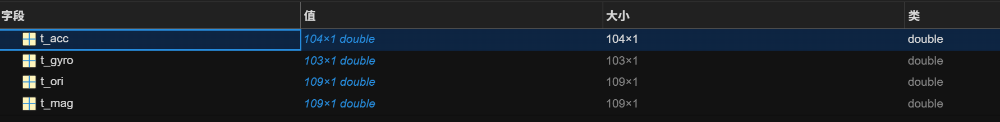 字段 值 大小 类
t_acc 104×1 double 104×1 double
t_gyro 103×1 double 103×1 double
t_ori 109×1 double 109×1 double
t_mag 109×1 double 109×1 double